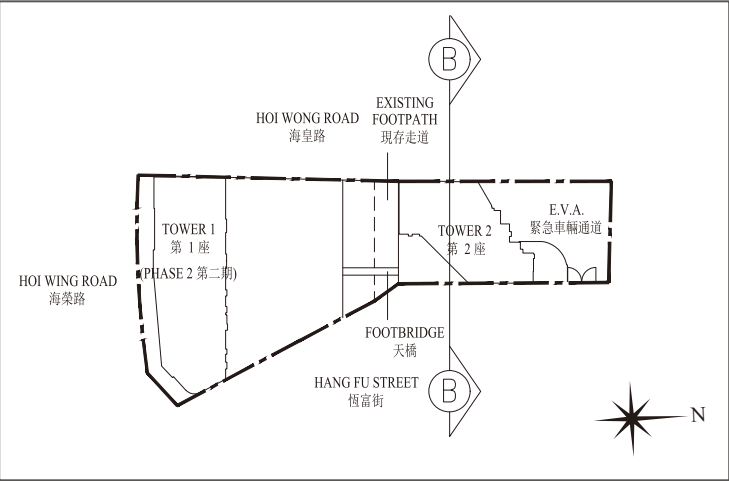 B
EXISTING
FOOTPATH
現存走道
HOI WONG ROAD
海皇路
TOWER 1
第 1 座
(PHASE 2 第二期)
TOWER 2
第 2 座
E.V.A.
緊急車輛通道
HOI WING ROAD
海榮路
FOOTBRIDGE
天橋
HANG FU STREET
恆富街
B
N